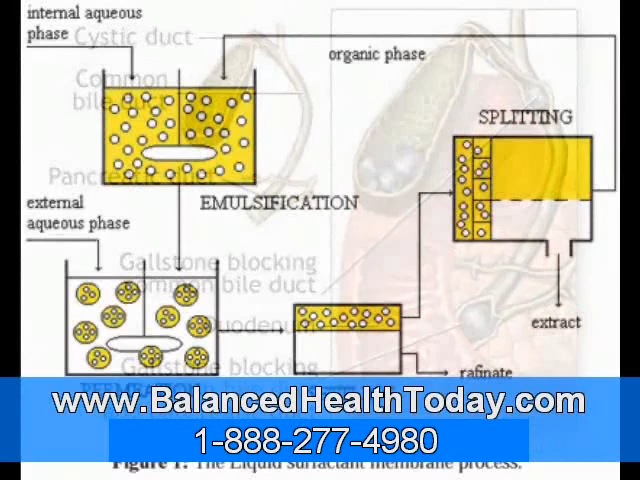 internal aqueous
phase
Cystic duct
organic phase
Common
bile duct
SPLITTING
Pancreatic duct
external
aqueous phase
EMULSIFICATION
Gallstone blocking
common bile duct
Duodenum
extract
Gallstone blocking
rafinate
PERMEATION
www.BalancedHealthToday.com
1-888-277-4980
Figure 1. The Liquid surfactant membrane process.